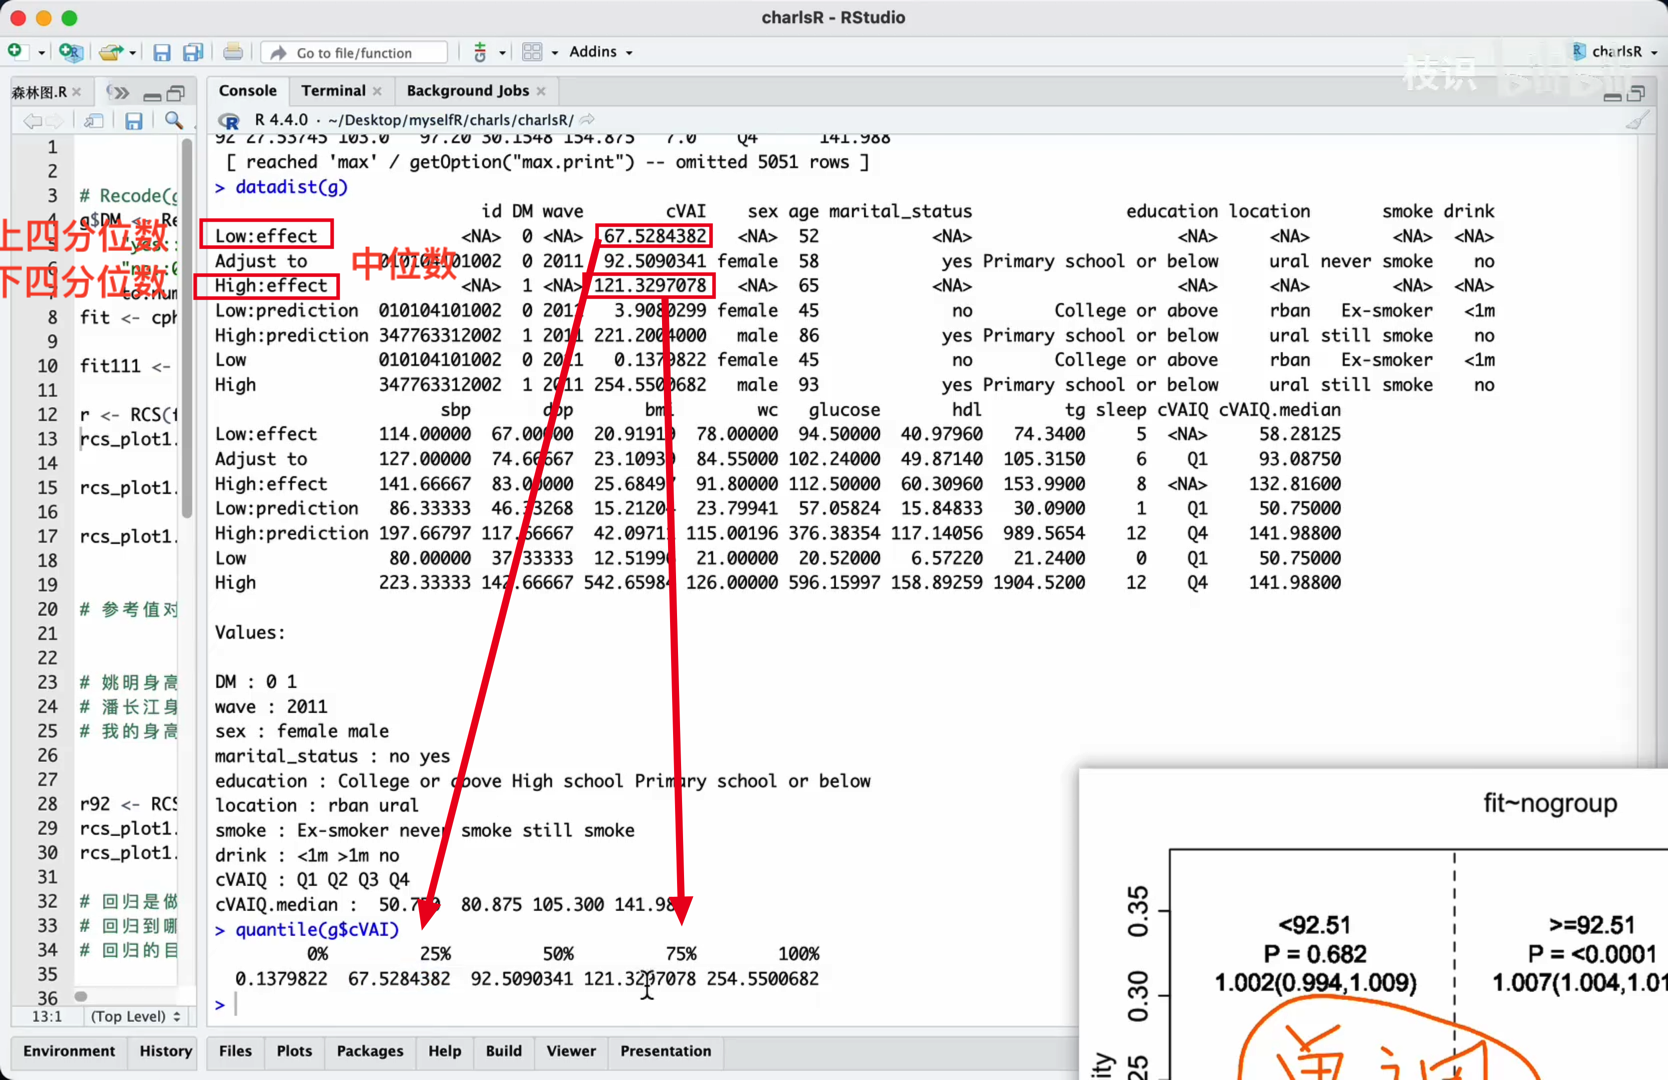 charlsR - RStudio
Go to file/function
Addins
charlsR
枝识 bilibili
森林图.R
Console Terminal Background Jobs
R 4.4.0 · ~/Desktop/myselfR/charls/charlsR/
92 27.53745 103.0 97.20 30.1548 154.875 7.0 Q4 141.988
[ reached 'max' / getOption("max.print") -- omitted 5051 rows ]
> datadist(g)
id DM wave cVAI sex age marital_status education location smoke drink
Low:effect <NA> 0 <NA> 67.5284382 <NA> 52 <NA> <NA> <NA> <NA> <NA>
Adjust to 010104101002 0 2011 92.5090341 female 58 yes Primary school or below ural never smoke no
High:effect <NA> 1 <NA> 121.3297078 <NA> 65 <NA> <NA> <NA> <NA> <NA>
Low:prediction 010104101002 0 2011 3.9080299 female 45 no College or above rban Ex-smoker <1m
High:prediction 347763312002 1 2011 221.2004000 male 86 yes Primary school or below ural still smoke no
Low 010104101002 0 2011 0.1379822 female 45 no College or above rban Ex-smoker <1m
High 347763312002 1 2011 254.5500682 male 93 yes Primary school or below ural still smoke no
sbp dbp bmi wc glucose hdl tg sleep cVAIQ cVAIQ.median
Low:effect 114.00000 67.00000 20.91919 78.00000 94.50000 40.97960 74.3400 5 <NA> 58.28125
Adjust to 127.00000 74.66667 23.10939 84.55000 102.24000 49.87140 105.3150 6 Q1 93.08750
High:effect 141.66667 83.00000 25.68497 91.80000 112.50000 60.30960 153.9900 8 <NA> 132.81600
Low:prediction 86.33333 46.33268 15.21204 23.79941 57.05824 15.84833 30.0900 1 Q1 50.75000
High:prediction 197.66797 117.66667 42.09711 115.00196 376.38354 117.14056 989.5654 12 Q4 141.98800
Low 80.00000 37.33333 12.51996 21.00000 20.52000 6.57220 21.2400 0 Q1 50.75000
High 223.33333 142.66667 542.65984 126.00000 596.15997 158.89259 1904.5200 12 Q4 141.98800
Values:
DM : 0 1
wave : 2011
sex : female male
marital_status : no yes
education : College or above High school Primary school or below
location : rban ural
smoke : Ex-smoker never smoke still smoke
drink : <1m >1m no
cVAIQ : Q1 Q2 Q3 Q4
cVAIQ.median : 50.750 80.875 105.300 141.98
> quantile(g$cVAI)
0% 25% 50% 75% 100%
0.1379822 67.5284382 92.5090341 121.3297078 254.5500682
>
上四分位数
下四分位数
中位数
1
2
3 # Recode(g
4 g$DM <- Re
5 "yes:
6 "no:0
7 to.num
8 fit <- cph
9
10 fit111 <-
11
12 r <- RCS(f
13 rcs_plot1.
14
15 rcs_plot1.
16
17 rcs_plot1.
18
19
20 # 参考值对
21
22
23 # 姚明身高
24 # 潘长江身
25 # 我的身高
26
27
28 r92 <- RCS
29 rcs_plot1.
30 rcs_plot1.
31
32 # 回归是做
33 # 回归到哪
34 # 回归的目
35
36
13:1 (Top Level)
Environment History Files Plots Packages Help Build Viewer Presentation
fit~nogroup
<92.51 >=92.51
P = 0.682 P = <0.0001
1.002(0.994,1.009) 1.007(1.004,1.01
0.35
0.30
25
ity